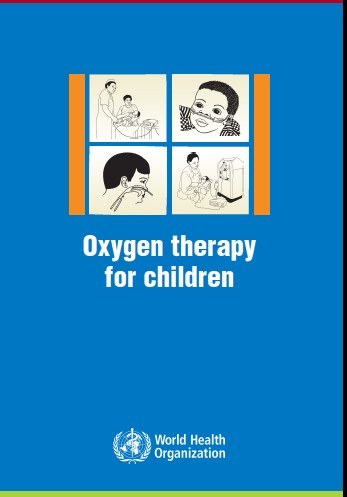 Oxygen therapy
for children
World Health
Organization